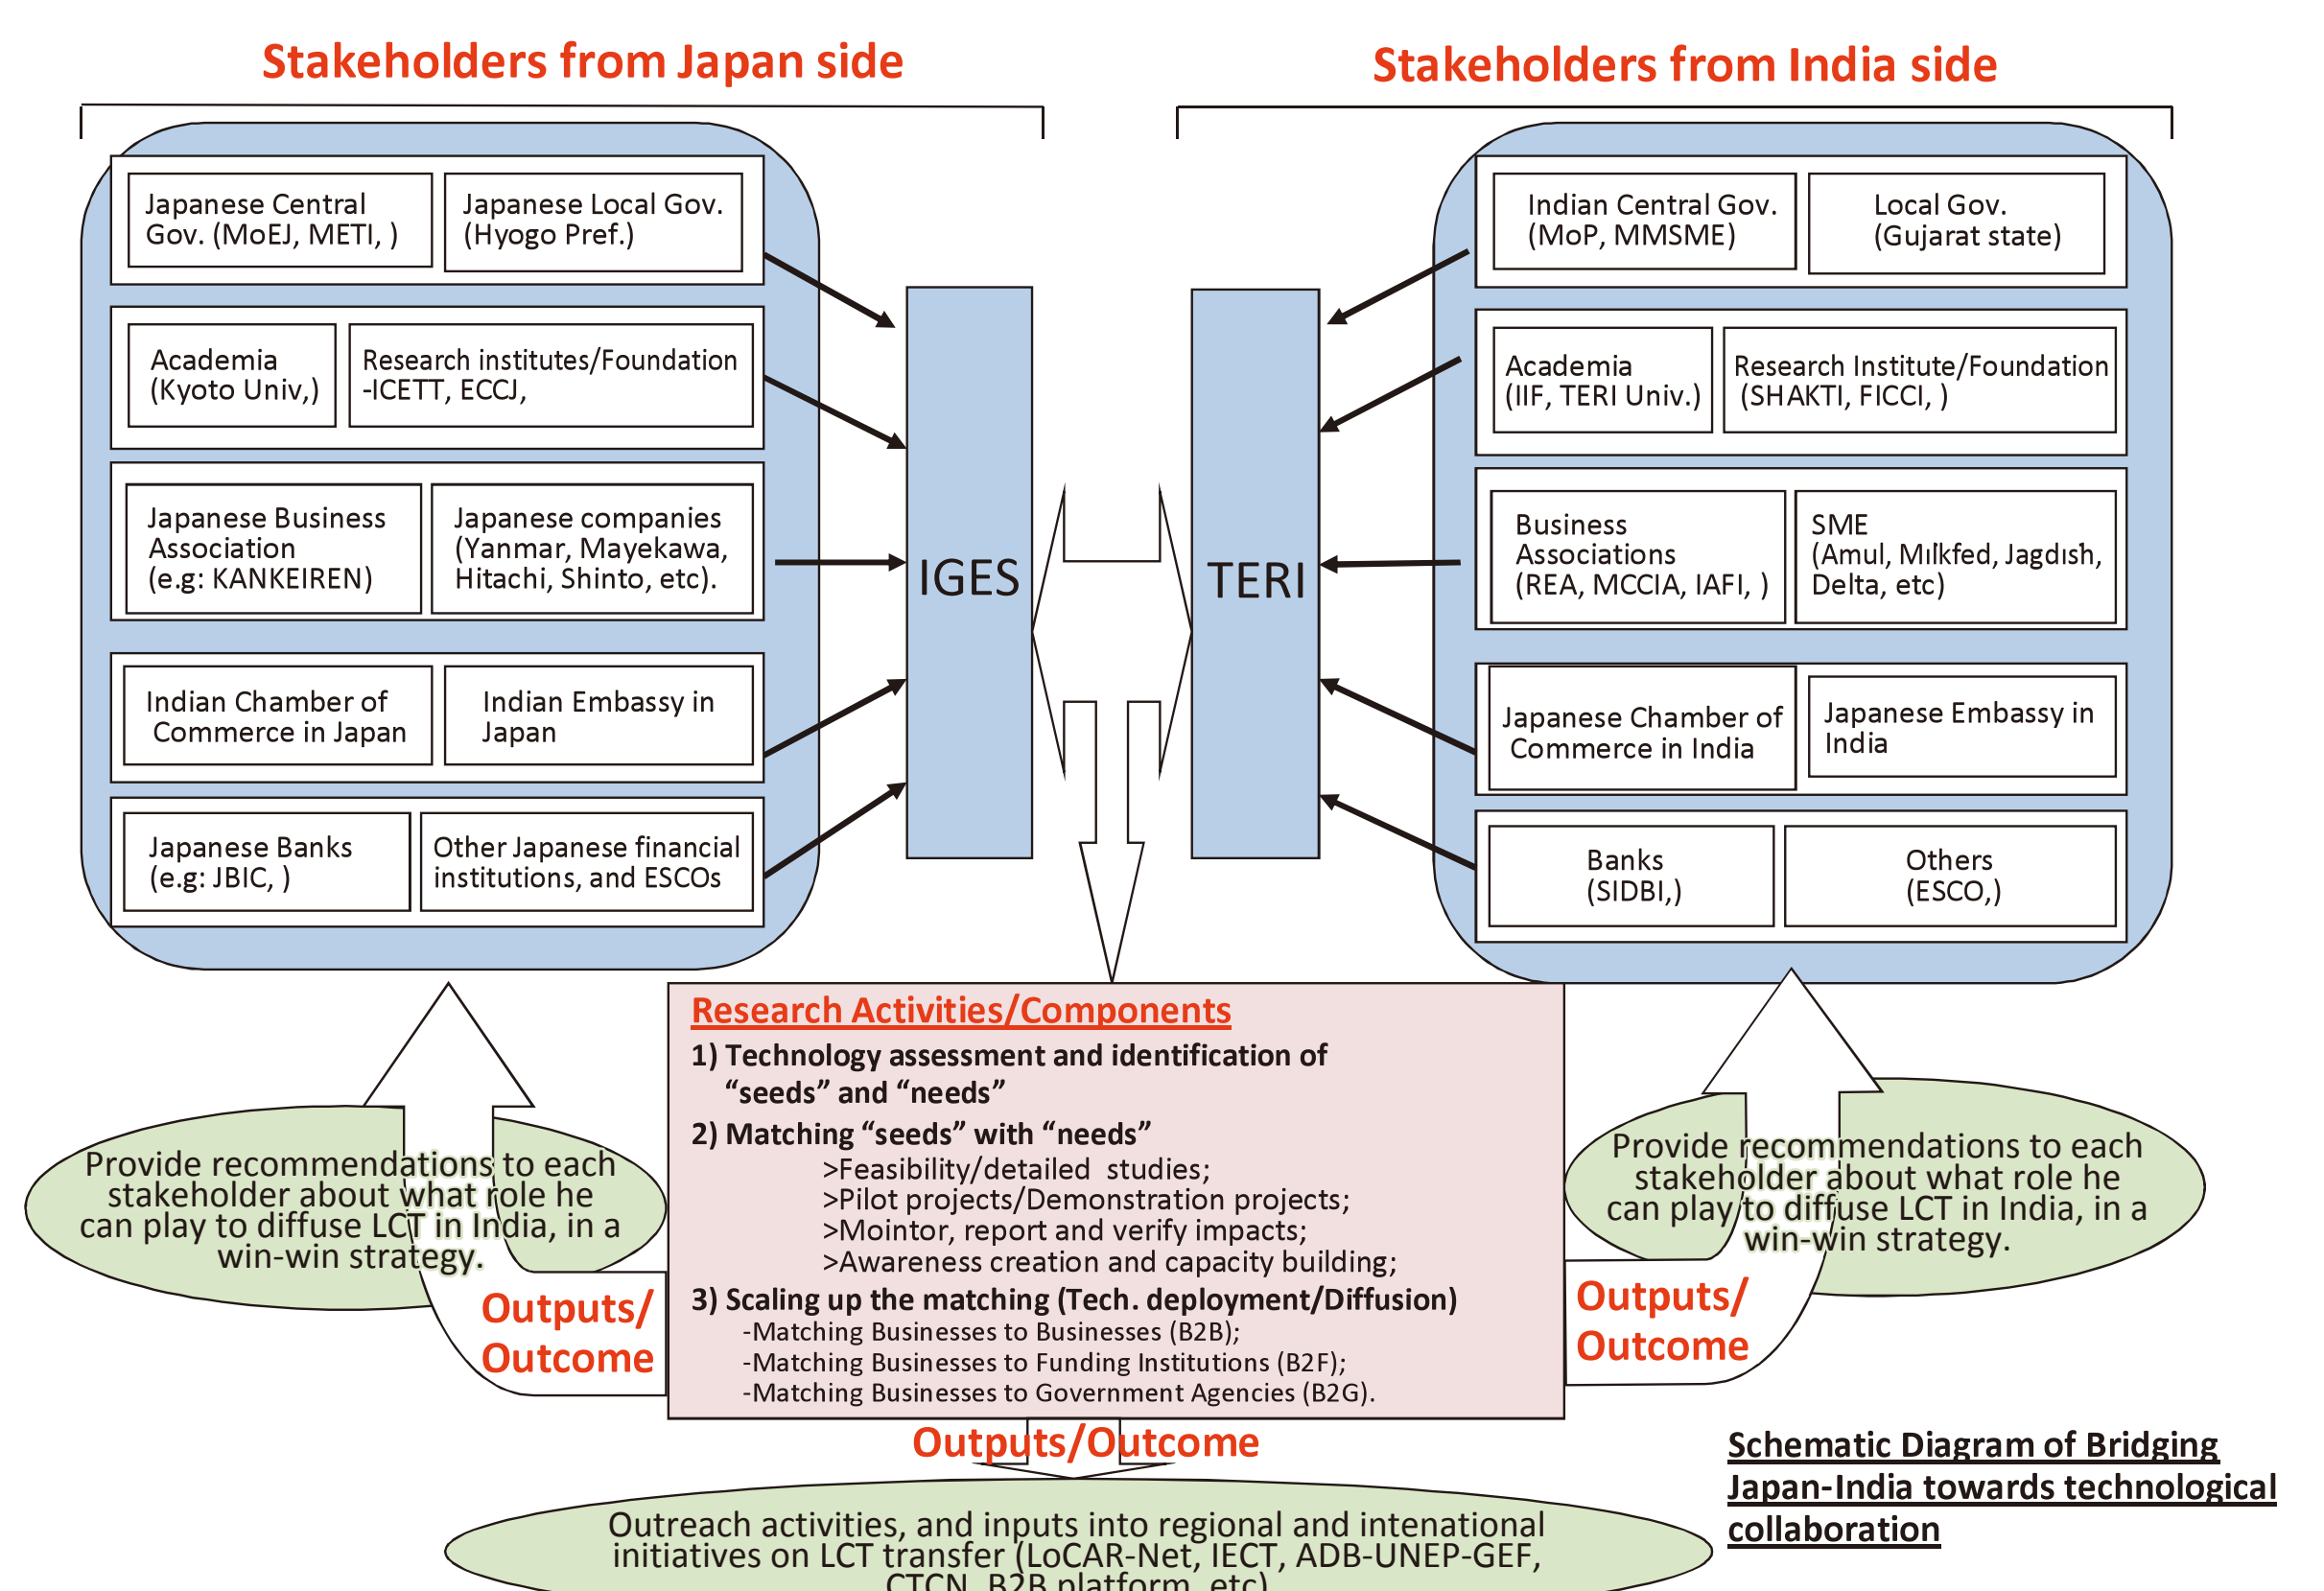 Stakeholders from Japan side
Stakeholders from India side
Japanese Central
Gov. (MoEJ, METI, )
Japanese Local Gov.
(Hyogo Pref.)
Academia
(Kyoto Univ,)
Research institutes/Foundation
-ICETT, ECCJ,
Japanese Business
Association
(e.g: KANKEIREN)
Japanese companies
(Yanmar, Mayekawa,
Hitachi, Shinto, etc).
Indian Chamber of
Commerce in Japan
Indian Embassy in
Japan
Japanese Banks
(e.g: JBIC, )
Other Japanese financial
institutions, and ESCOs
IGES
TERI
Indian Central Gov.
(MoP, MMSME)
Local Gov.
(Gujarat state)
Academia
(IIF, TERI Univ.)
Research Institute/Foundation
(SHAKTI, FICCI, )
Business
Associations
(REA, MCCIA, IAFI, )
SME
(Amul, Milkfed, Jagdish,
Delta, etc)
Japanese Chamber of
Commerce in India
Japanese Embassy in
India
Banks
(SIDBI,)
Others
(ESCO,)
Research Activities/Components
1) Technology assessment and identification of
“seeds” and “needs”
2) Matching “seeds” with “needs”
>Feasibility/detailed studies;
>Pilot projects/Demonstration projects;
>Mointor, report and verify impacts;
>Awareness creation and capacity building;
3) Scaling up the matching (Tech. deployment/Diffusion)
-Matching Businesses to Businesses (B2B);
-Matching Businesses to Funding Institutions (B2F);
-Matching Businesses to Government Agencies (B2G).
Provide recommendations to each
stakeholder about what role he
can play to diffuse LCT in India, in a
win-win strategy.
Outputs/
Outcome
Provide recommendations to each
stakeholder about what role he
can play to diffuse LCT in India, in a
win-win strategy.
Outputs/
Outcome
Outputs/Outcome
Outreach activities, and inputs into regional and intenational
initiatives on LCT transfer (LoCAR-Net, IECT, ADB-UNEP-GEF,
CTCN, B2B platform, etc)
Schematic Diagram of Bridging
Japan-India towards technological
collaboration